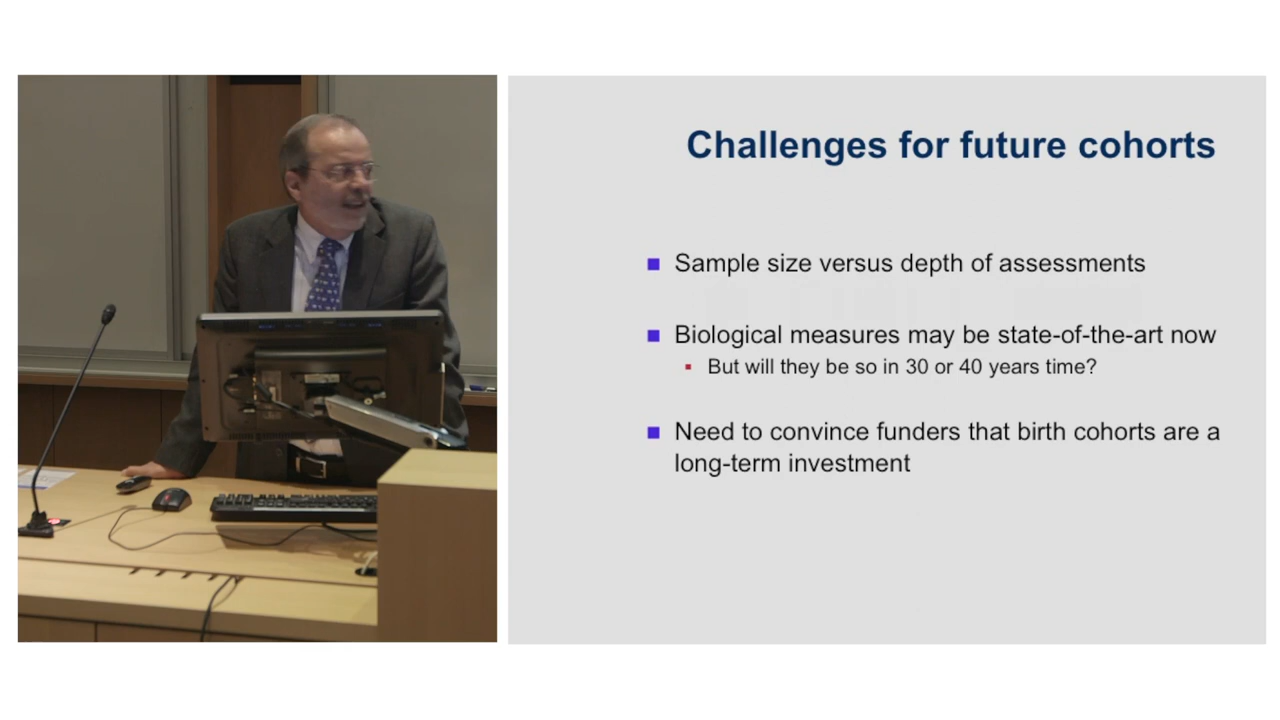 Challenges for future cohorts
Sample size versus depth of assessments
Biological measures may be state-of-the-art now
But will they be so in 30 or 40 years time?
Need to convince funders that birth cohorts are a
long-term investment